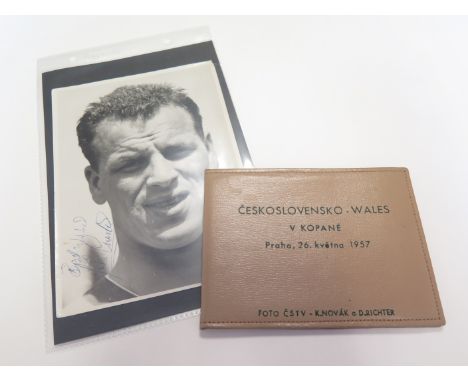 ČESKOSLOVENSKO - WALES
V KOPANÉ
Praha, 26. května 1957
FOTO ČSTV - K.NOVÁK a D.RICHTER